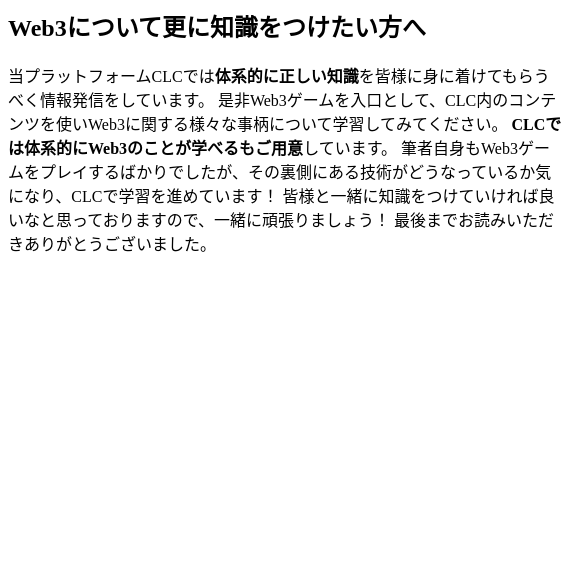 Web3について更に知識をつけたい方へ
当プラットフォームCLCでは体系的に正しい知識を皆様に身に着けてもらう
べく情報発信をしています。 是非Web3ゲームを入口として、CLC内のコンテ
ンツを使いWeb3に関する様々な事柄について学習してみてください。 CLCで
は体系的にWeb3のことが学べるもご用意しています。 筆者自身もWeb3ゲー
ムをプレイするばかりでしたが、その裏側にある技術がどうなっているか気
になり、CLCで学習を進めています！ 皆様と一緒に知識をつけていければ良
いなと思っておりますので、一緒に頑張りましょう！ 最後までお読みいただ
きありがとうございました。